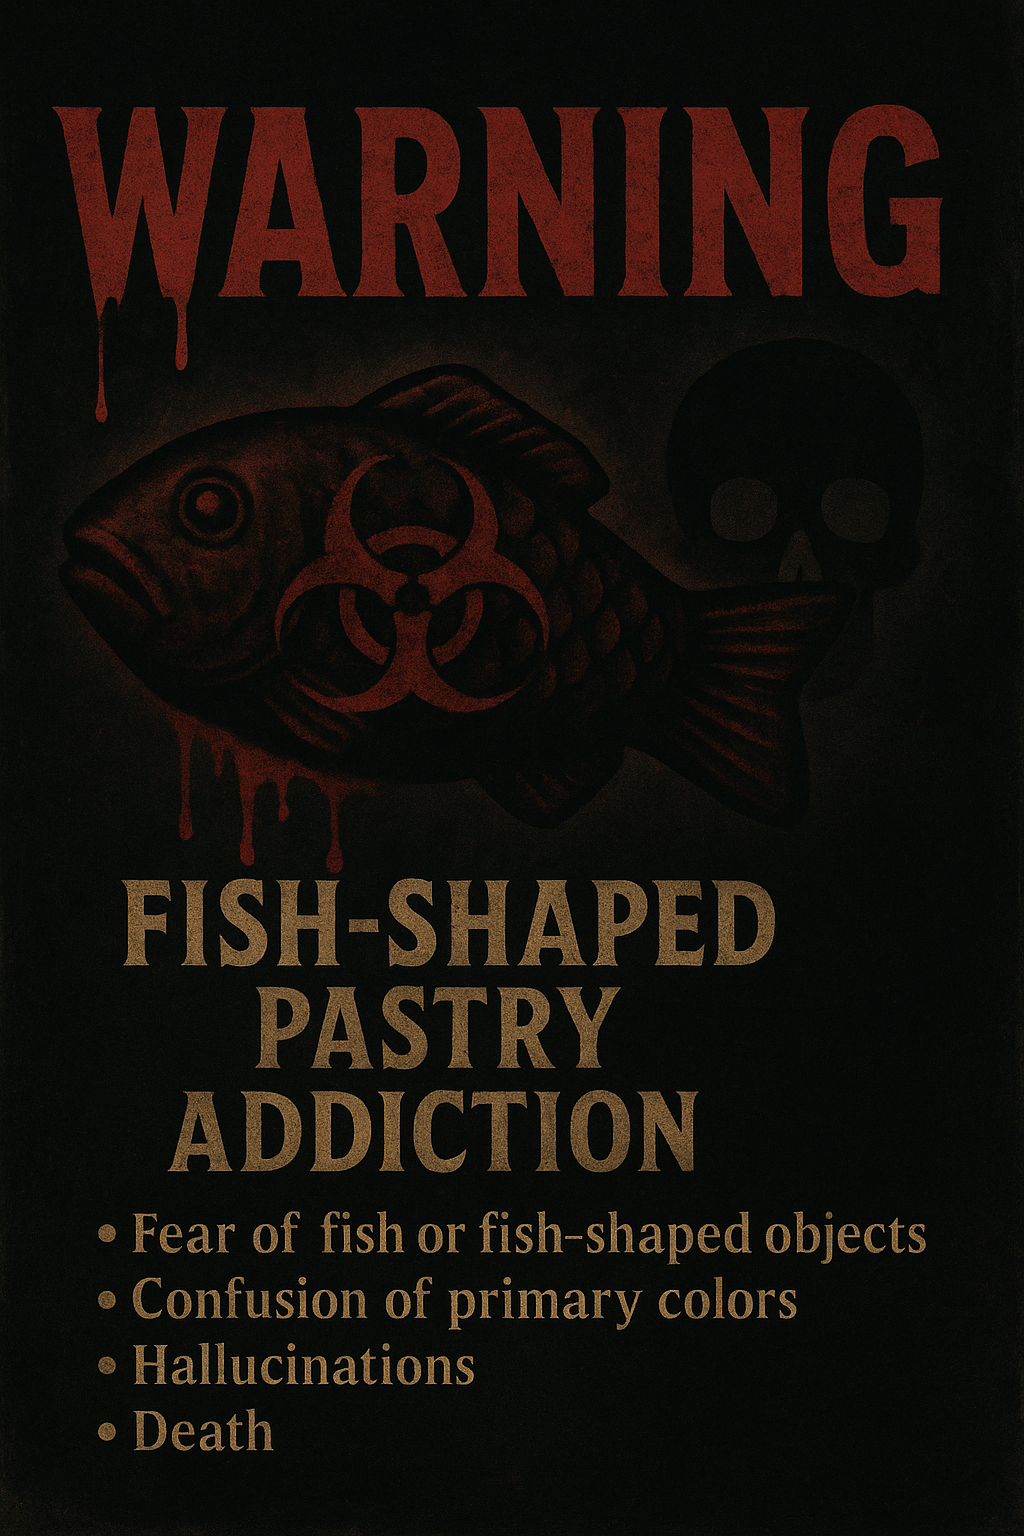 WARNING
FISH-SHAPED
PASTRY
ADDICTION
• Fear of fish or fish-shaped objects
• Confusion of primary colors
• Hallucinations
• Death